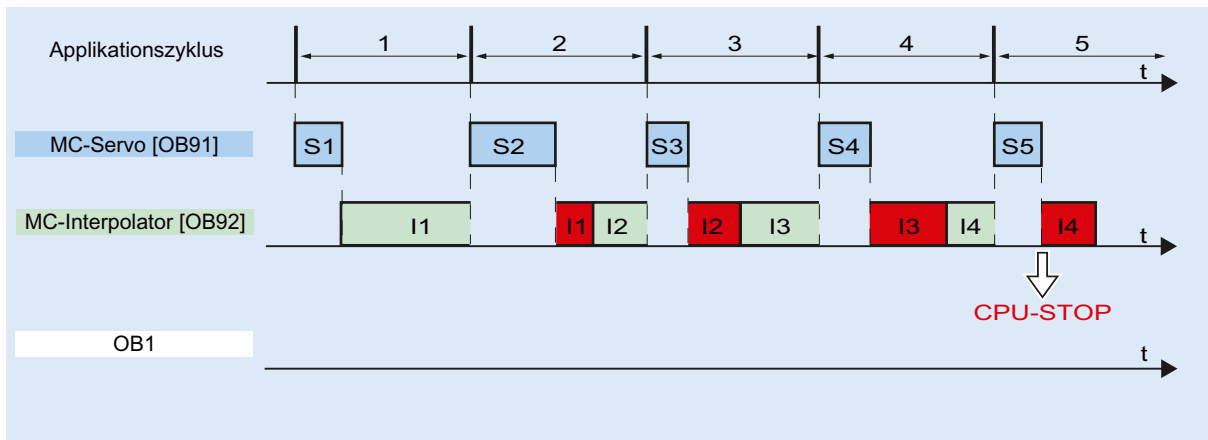 Applikationszyklus 1 2 3 4 5
t
MC-Servo [OB91] S1 S2 S3 S4 S5
MC-Interpolator [OB92] I1 I1 I2 I2 I3 I3 I4 I4
t
CPU-STOP
OB1
t